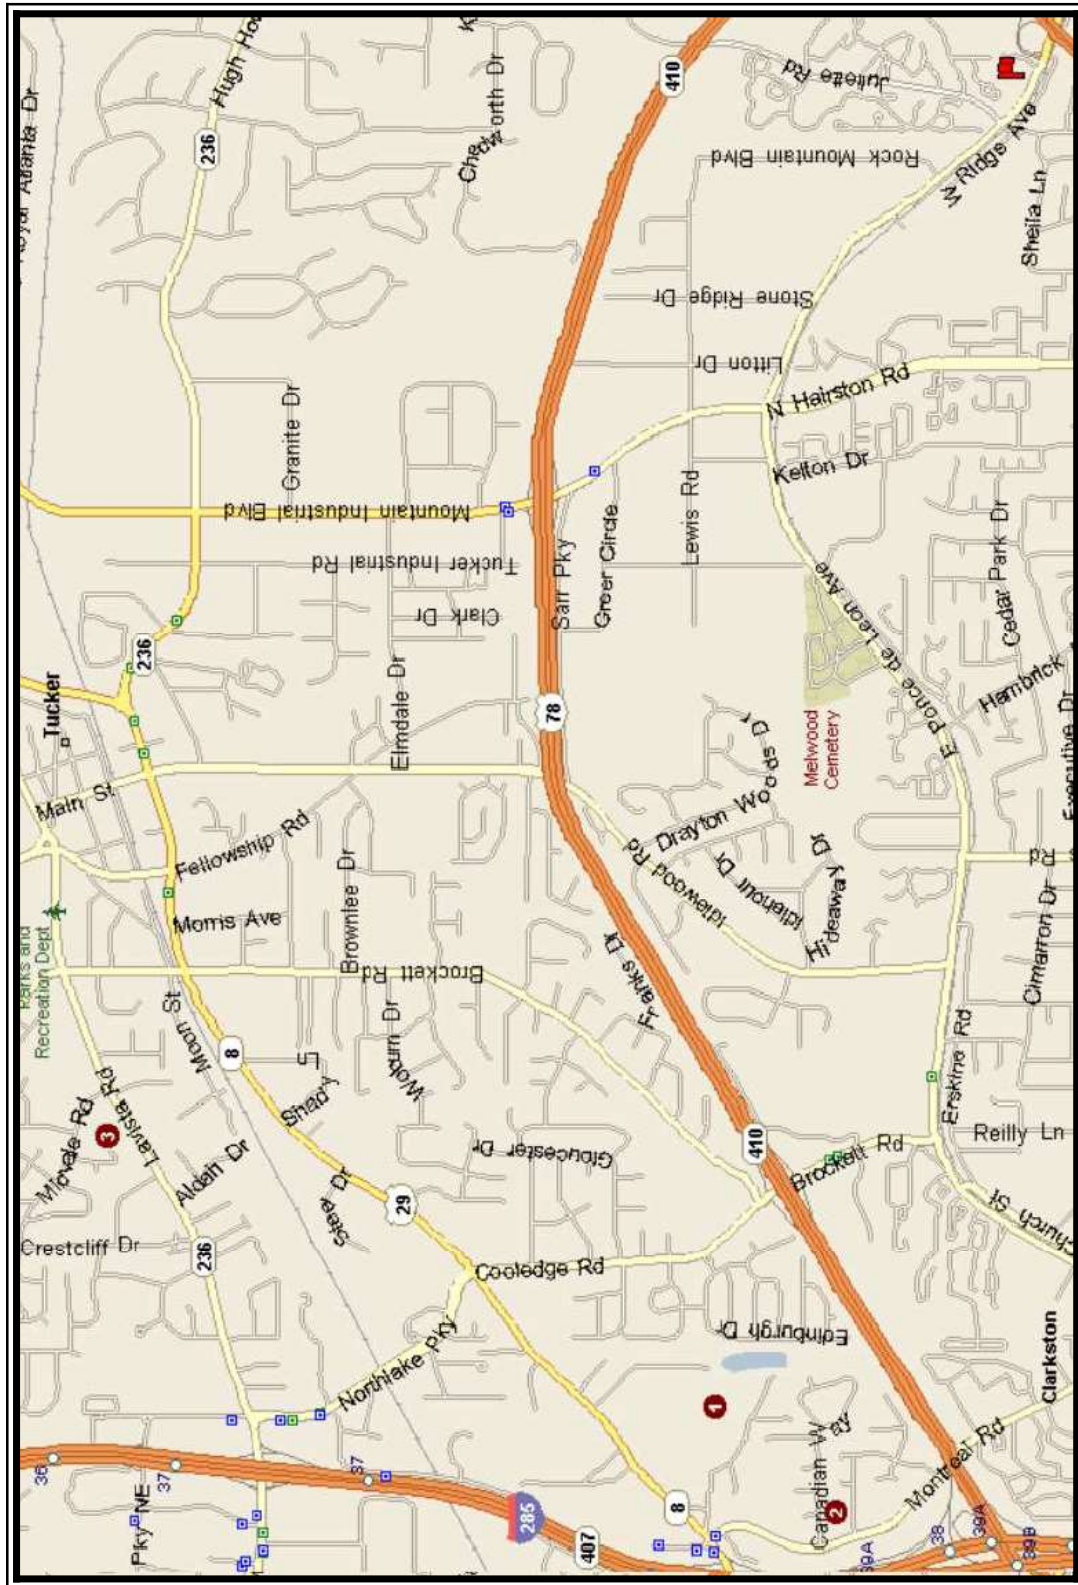 Atlanta Dr
Hugh
236
orth Dr
410
Juliette Rd
Rock Mountain Blvd
Ridge Ave
Sheila Ln
Granite Dr
Stone Ridge Dr
Litton Dr
N Hairston Rd
Kelton Dr
Mountain Industrial Blvd
Tucker Industrial Rd
Clark Dr
Sarr Pky
Greer Circle
Lewis Rd
Cedar Park Dr
236
Tucker
Elmdale Dr
78
E Ponce de Leon Ave
Hambrick
Executive Dr
Melwood
Cemetery
Main St
Fellowship Rd
Morris Ave
Brownlee Dr
Brockett Rd
Idlewood Rd
Drayton Woods Dr
Idlehour Dr
Hideaway Dr
Franks Dr
Cimarron Dr
Rd
Parks and
Recreation Dept
Moon St
8
Shady Ln
Woburn Dr
Gloucester Dr
410
Brockett Rd
Erskine Rd
Reilly Ln
Church St
Midvale Rd
3
Lavista Rd
Aldah Dr
Steel Dr
29
Crestcliff Dr
236
Cooledge Rd
Edinburgh Dr
Northlake Pky
1
Clarkston
Canadian Way
2
Montreal Rd
36
37
37
Pky NE
285
407
8
39A
38
39A
39B